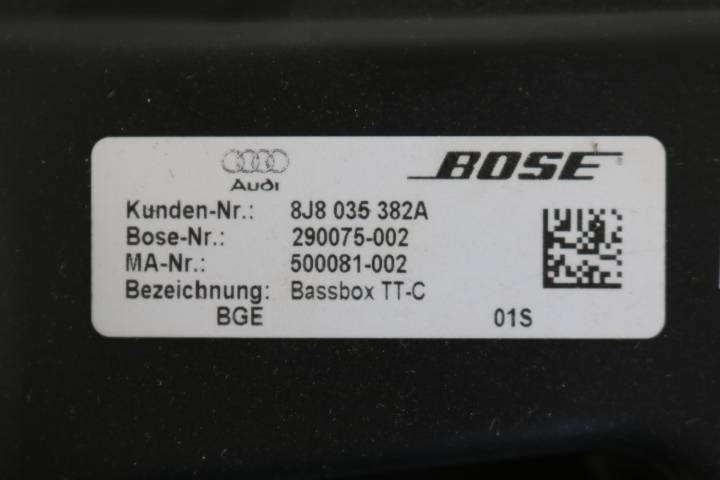 Audi BOSE
Kunden-Nr.: 8J8 035 382A
Bose-Nr.: 290075-002
MA-Nr.: 500081-002
Bezeichnung: Bassbox TT-C
BGE 01S